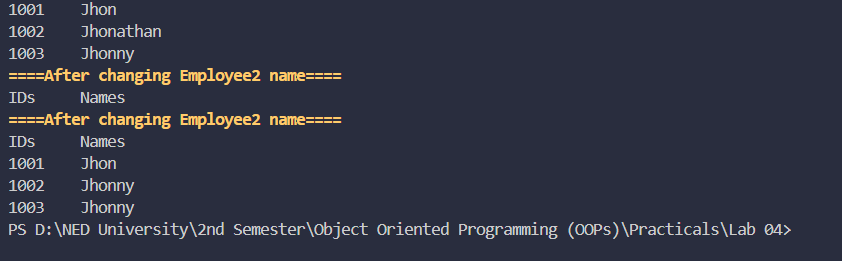 1001 Jhon
1002 Jhonathan
1003 Jhonny
====After changing Employee2 name====
IDs Names
====After changing Employee2 name====
IDs Names
1001 Jhon
1002 Jhonny
1003 Jhonny
PS D:\NED University\2nd Semester\Object Oriented Programming (OOPs)\Practicals\Lab 04>